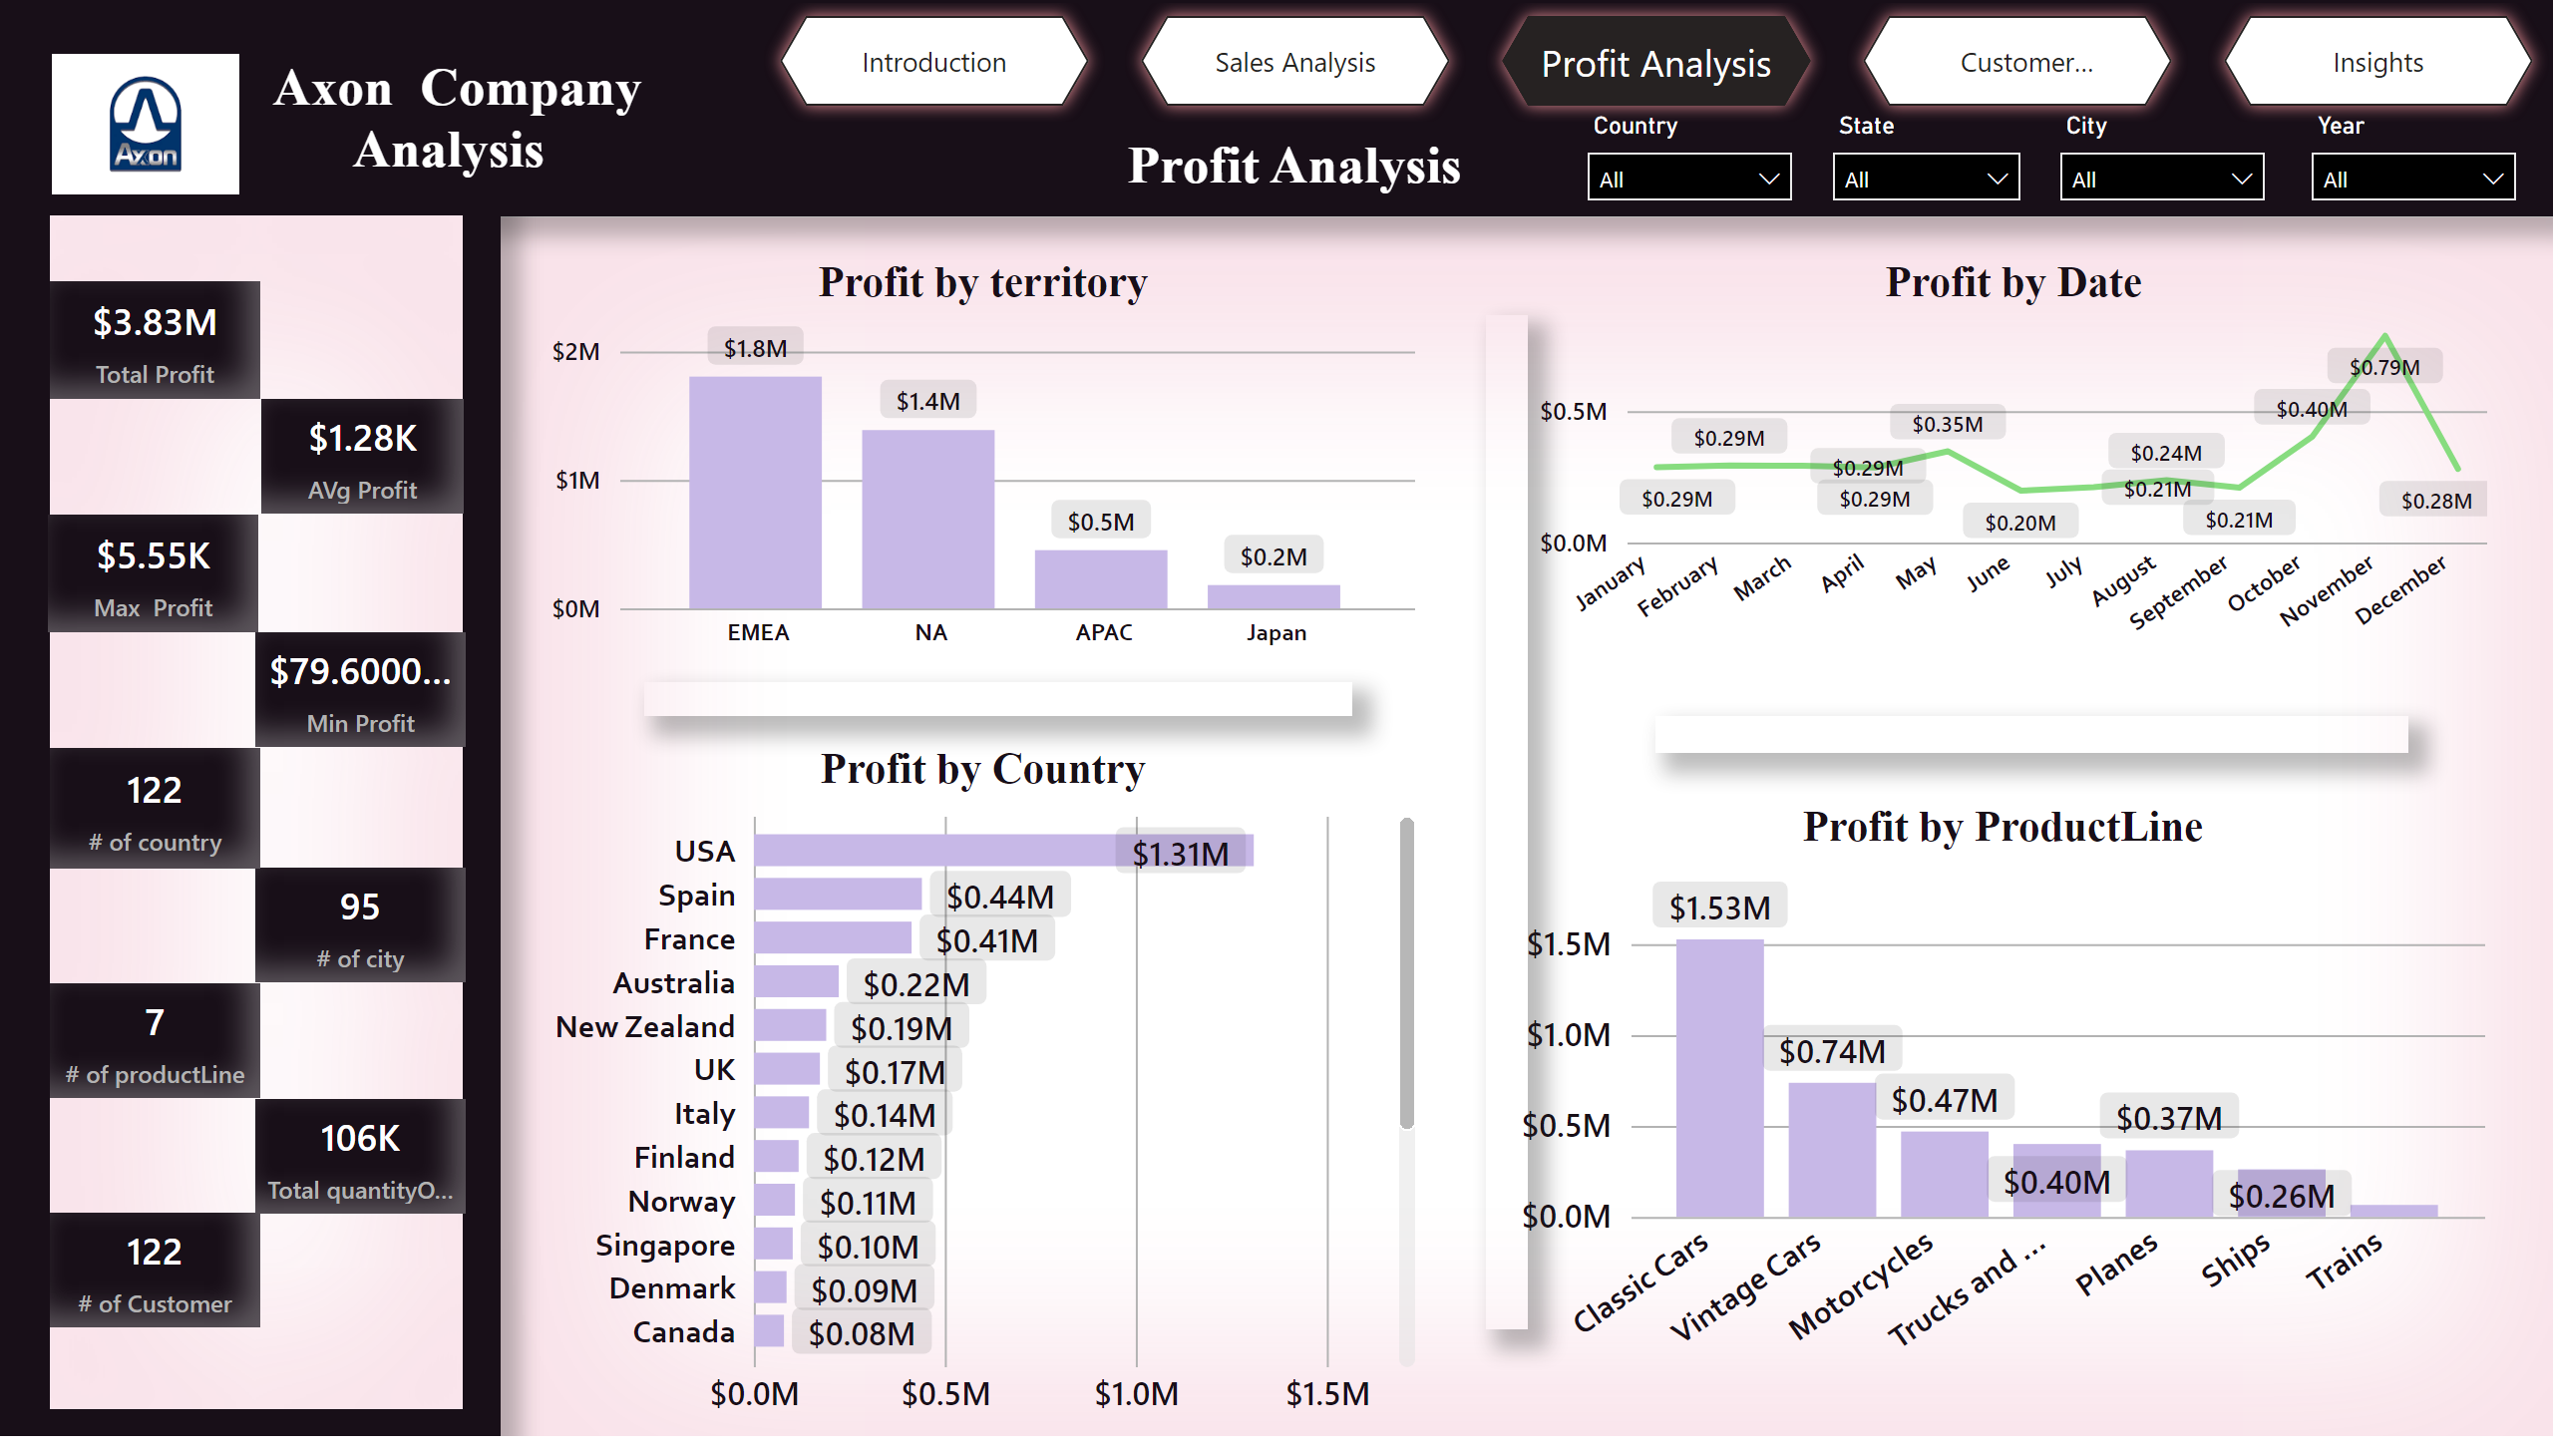 Axon
Axon  Company
Analysis
Introduction
Sales Analysis
Profit Analysis
Customer...
Insights
Profit Analysis
Country
State
City
Year
All
All
All
All
$3.83M
Total Profit
$1.28K
AVg Profit
$5.55K
Max  Profit
$79.6000...
Min Profit
122
# of country
95
# of city
7
# of productLine
106K
Total quantityO...
122
# of Customer
Profit by territory
$2M
$1M
$0M
$1.8M
$1.4M
$0.5M
$0.2M
EMEA
NA
APAC
Japan
Profit by Date
$0.5M
$0.0M
$0.29M
$0.29M
$0.29M
$0.29M
$0.35M
$0.20M
$0.21M
$0.24M
$0.21M
$0.40M
$0.79M
$0.28M
January
February
March
April
May
June
July
August
September
October
November
December
Profit by Country
USA $1.31M
Spain $0.44M
France $0.41M
Australia $0.22M
New Zealand $0.19M
UK $0.17M
Italy $0.14M
Finland $0.12M
Norway $0.11M
Singapore $0.10M
Denmark $0.09M
Canada $0.08M
$0.0M
$0.5M
$1.0M
$1.5M
Profit by ProductLine
$1.5M
$1.0M
$0.5M
$0.0M
$1.53M
$0.74M
$0.47M
$0.40M
$0.37M
$0.26M
Classic Cars
Vintage Cars
Motorcycles
Trucks and ...
Planes
Ships
Trains